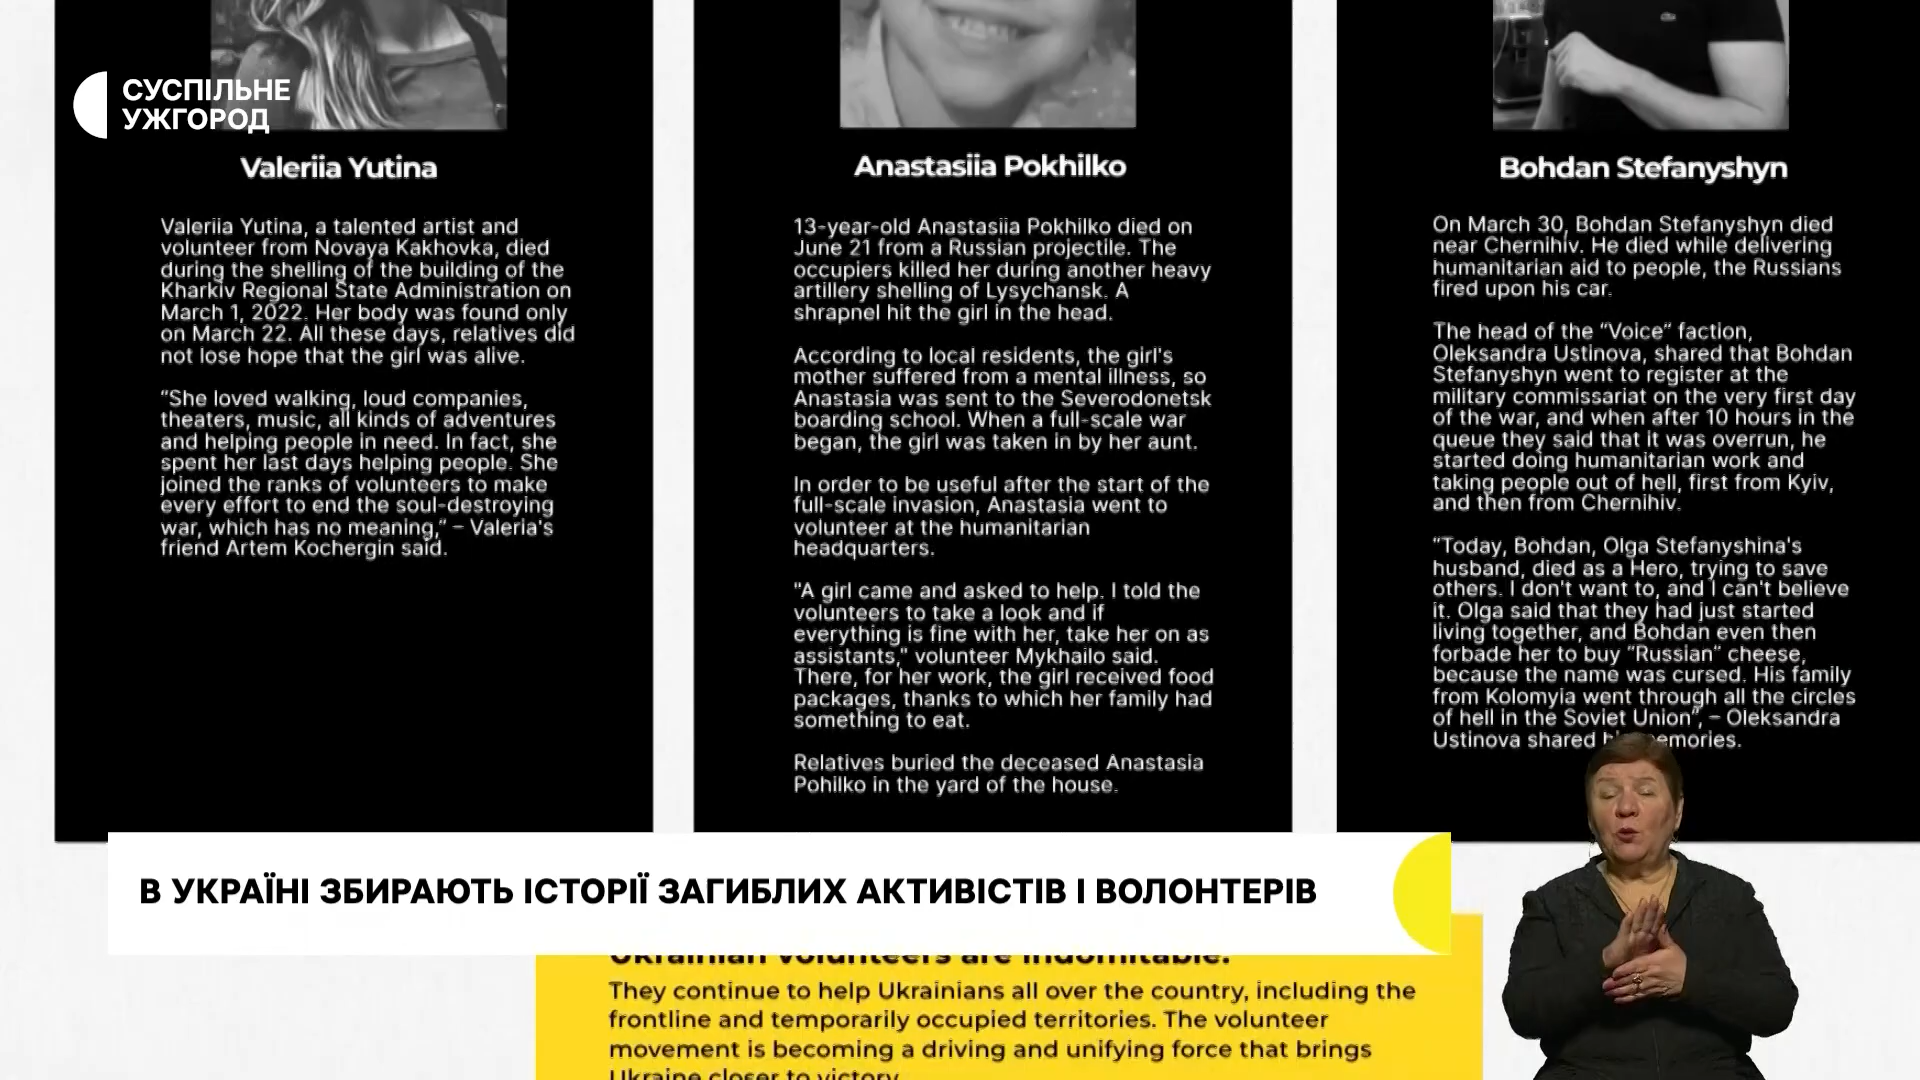 СУСПІЛЬНЕ
УЖГОРОД
Valeriia Yutina
Valeriia Yutina, a talented artist and
volunteer from Novaya Kakhovka, died
during the shelling of the building of the
Kharkiv Regional State Administration on
March 1, 2022. Her body was found only
on March 22. All these days, relatives did
not lose hope that the girl was alive.
“She loved walking, loud companies,
theaters, music, all kinds of adventures
and helping people in need. In fact, she
spent her last days helping people. She
joined the ranks of volunteers to make
every effort to end the soul-destroying
war, which has no meaning,” – Valeria's
friend Artem Kochergin said.
Anastasiia Pokhilko
13-year-old Anastasiia Pokhilko died on
June 21 from a Russian projectile. The
occupiers killed her during another heavy
artillery shelling of Lysychansk. A
shrapnel hit the girl in the head.
According to local residents, the girl's
mother suffered from a mental illness, so
Anastasia was sent to the Severodonetsk
boarding school. When a full-scale war
began, the girl was taken in by her aunt.
In order to be useful after the start of the
full-scale invasion, Anastasia went to
volunteer at the humanitarian
headquarters.
"A girl came and asked to help. I told the
volunteers to take a look and if
everything is fine with her, take her on as
assistants," volunteer Mykhailo said.
There, for her work, the girl received food
packages, thanks to which her family had
something to eat.
Relatives buried the deceased Anastasia
Pohilko in the yard of the house.
Bohdan Stefanyshyn
On March 30, Bohdan Stefanyshyn died
near Chernihiv. He died while delivering
humanitarian aid to people, the Russians
fired upon his car.
The head of the “Voice” faction,
Oleksandra Ustinova, shared that Bohdan
Stefanyshyn went to register at the
military commissariat on the very first day
of the war, and when after 10 hours in the
queue they said that it was overrun, he
started doing humanitarian work and
taking people out of hell, first from Kyiv,
and then from Chernihiv.
“Today, Bohdan, Olga Stefanyshina's
husband, died as a Hero, trying to save
others. I don't want to, and I can't believe
it. Olga said that they had just started
living together, and Bohdan even then
forbade her to buy “Russian” cheese,
because the name was cursed. His family
from Kolomyia went through all the circles
of hell in the Soviet Union”, – Oleksandra
Ustinova shared
В УКРАЇНІ ЗБИРАЮТЬ ІСТОРІЇ ЗАГИБЛИХ АКТИВІСТІВ І ВОЛОНТЕРІВ
Ukrainian volunteers are indomitable.
They continue to help Ukrainians all over the country, including the
frontline and temporarily occupied territories. The volunteer
movement is becoming a driving and unifying force that brings
Ukraine closer to victory.